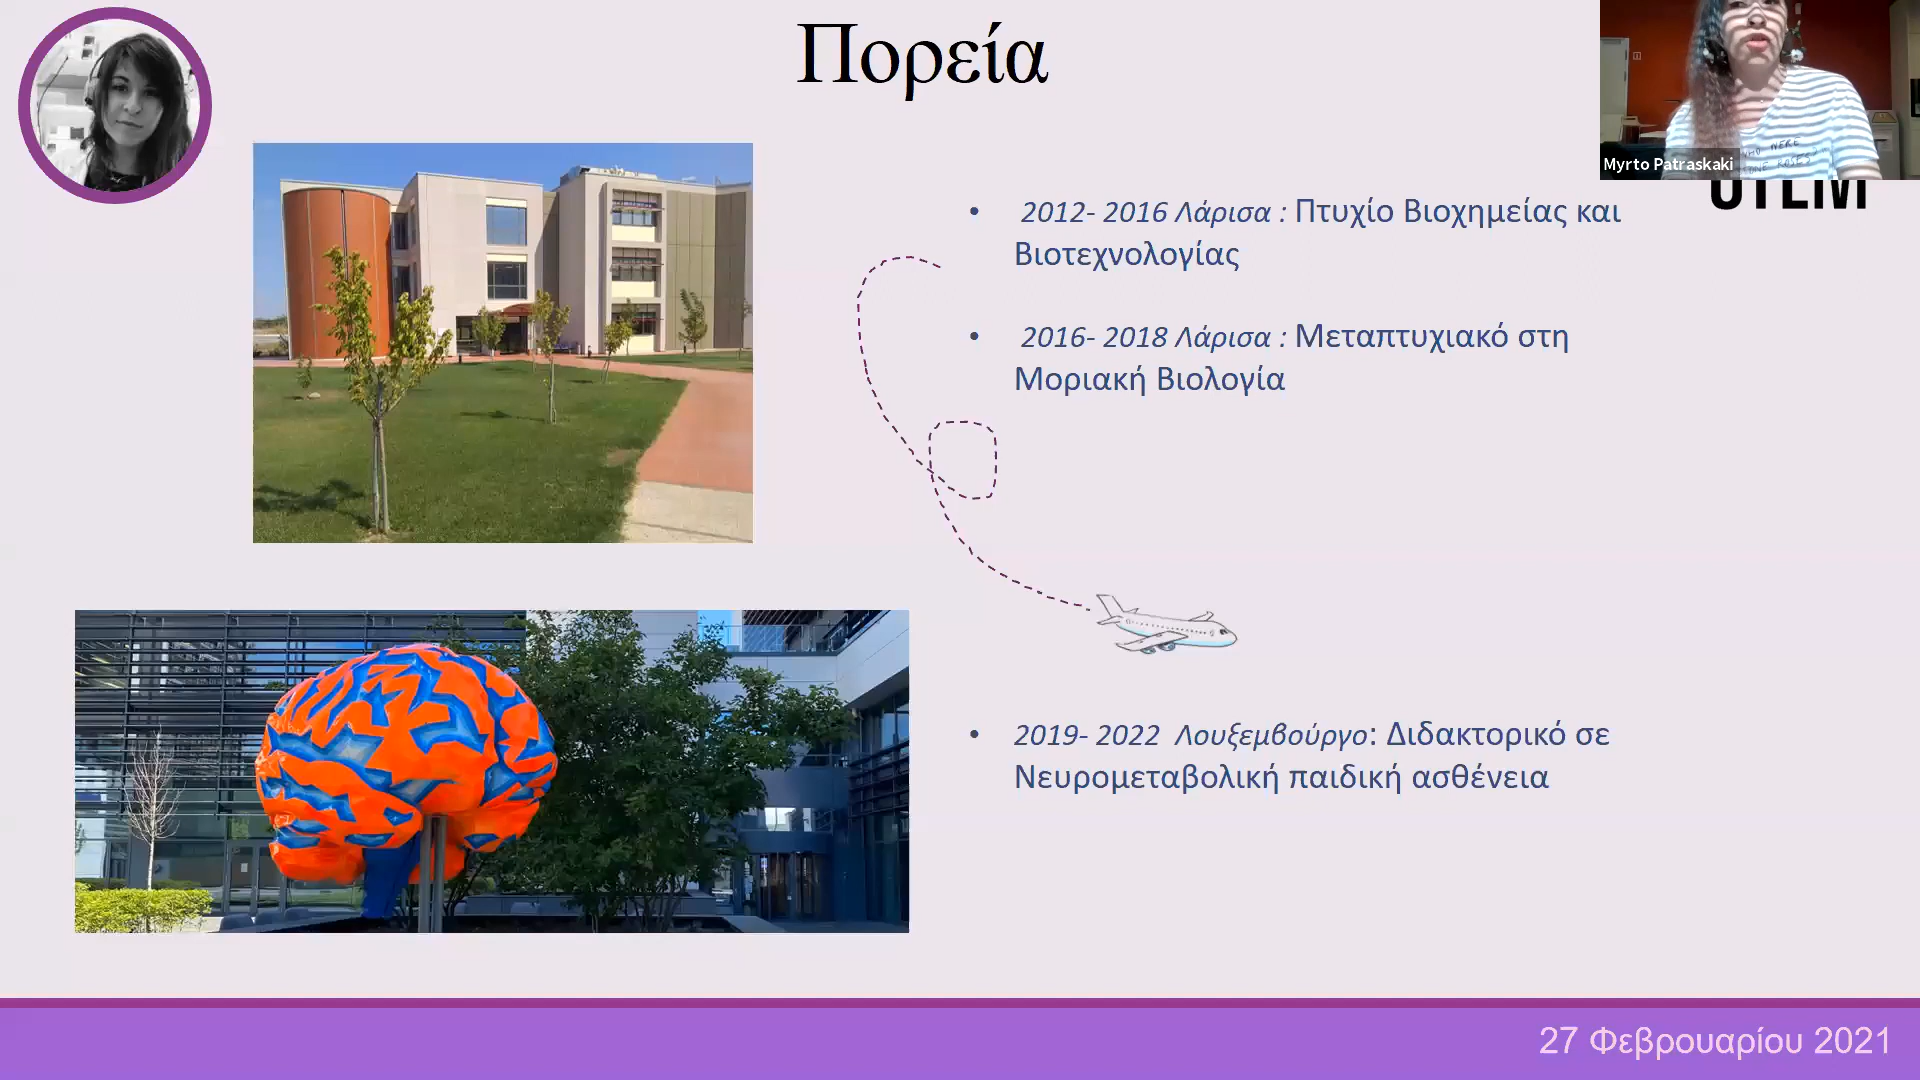 Πορεία
Myrto Patraskaki
STEM
• 2012- 2016 Λάρισα : Πτυχίο Βιοχημείας και
Βιοτεχνολογίας
• 2016- 2018 Λάρισα : Μεταπτυχιακό στη
Μοριακή Βιολογία
• 2019- 2022 Λουξεμβούργο: Διδακτορικό σε
Νευρομεταβολική παιδική ασθένεια
27 Φεβρουαρίου 2021